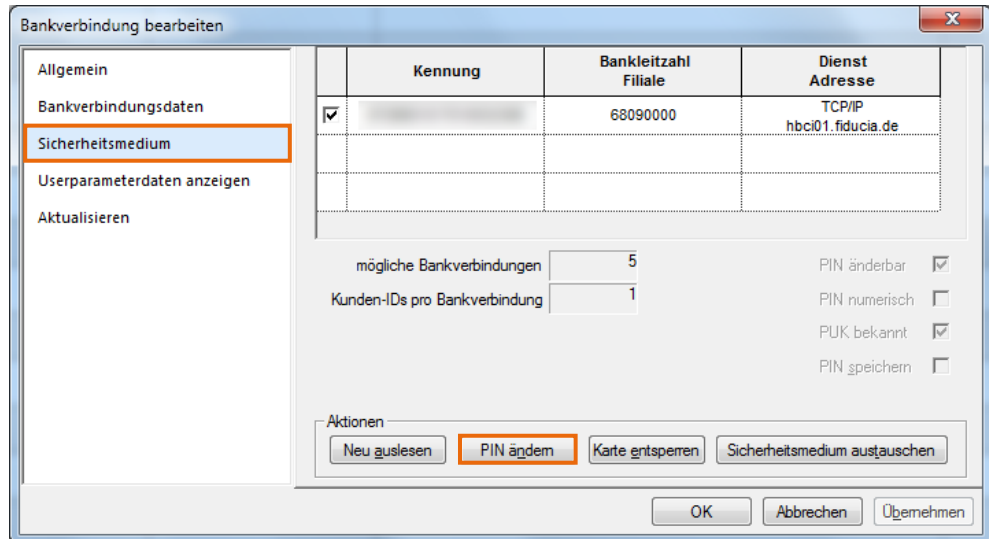 Bankverbindung bearbeiten
Allgemein
Bankverbindungsdaten
Sicherheitsmedium
Userparameterdaten anzeigen
Aktualisieren
Kennung
Bankleitzahl
Filiale
Dienst
Adresse
68090000
TCP/IP
hbci01.fiducia.de
mögliche Bankverbindungen 5
Kunden-IDs pro Bankverbindung 1
PIN änderbar
PIN numerisch
PUK bekannt
PIN speichern
Aktionen
Neu auslesen PIN ändern Karte entsperren Sicherheitsmedium austauschen
OK Abbrechen Übernehmen